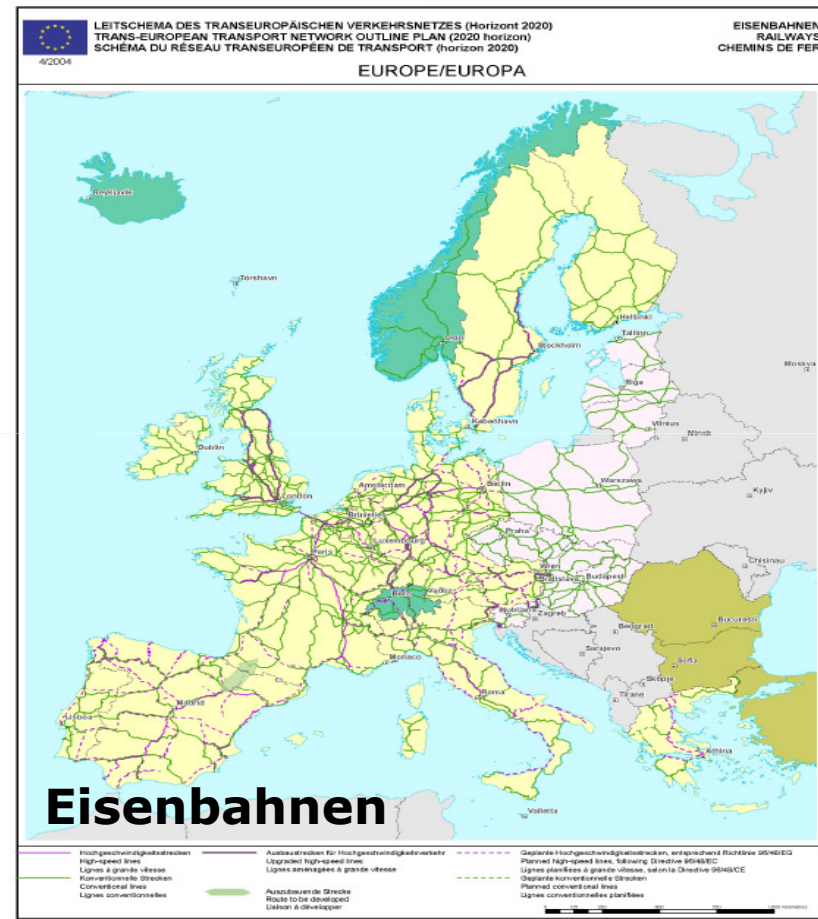 LEITSCHEMA DES TRANSEUROPÄISCHEN VERKEHRSNETZES (Horizont 2020)
TRANS-EUROPEAN TRANSPORT NETWORK OUTLINE PLAN (2020 horizon)
SCHÉMA DU RÉSEAU TRANSEUROPÉEN DE TRANSPORT (horizon 2020)
EISENBAHNEN
RAILWAYS
CHEMINS DE FER
4/2004
EUROPE/EUROPA
Reykjavik
Torshavn
Helsinki
Tallinn
Oslo
Stockholm
Moskva
Riga
København
Vilnius
Minsk
Dublin
Amsterdam
Berlin
Warszawa
London
Kyjiv
Bruxelles
Praha
Luxembourg
Paris
Wien
Chisinau
Bratislava
Budapest
Bern
Vaduz
Ljubljana
Zagreb
Beograd
Bucuresti
Monaco
Sarajevo
Sofia
Skopje
Madrid
Roma
Tirane
Lisboa
Athina
Eisenbahnen
Valletta
Hochgeschwindigkeitsstrecken
High-speed lines
Lignes à grande vitesse
Konventionelle Strecken
Conventional lines
Lignes conventionnelles
Ausbaustrecken für Hochgeschwindigkeitsverkehr
Upgraded high-speed lines
Lignes aménagées à grande vitesse
Auszubauende Strecke
Route to be developed
Liaison à développer
Geplante Hochgeschwindigkeitsstrecken, entsprechend Richtlinie 96/48/EG
Planned high-speed lines, following Directive 96/48/EC
Lignes planifiées à grande vitesse, selon la Directive 96/48/CE
Geplante konventionelle Strecken
Planned conventional lines
Lignes conventionnelles planifiées